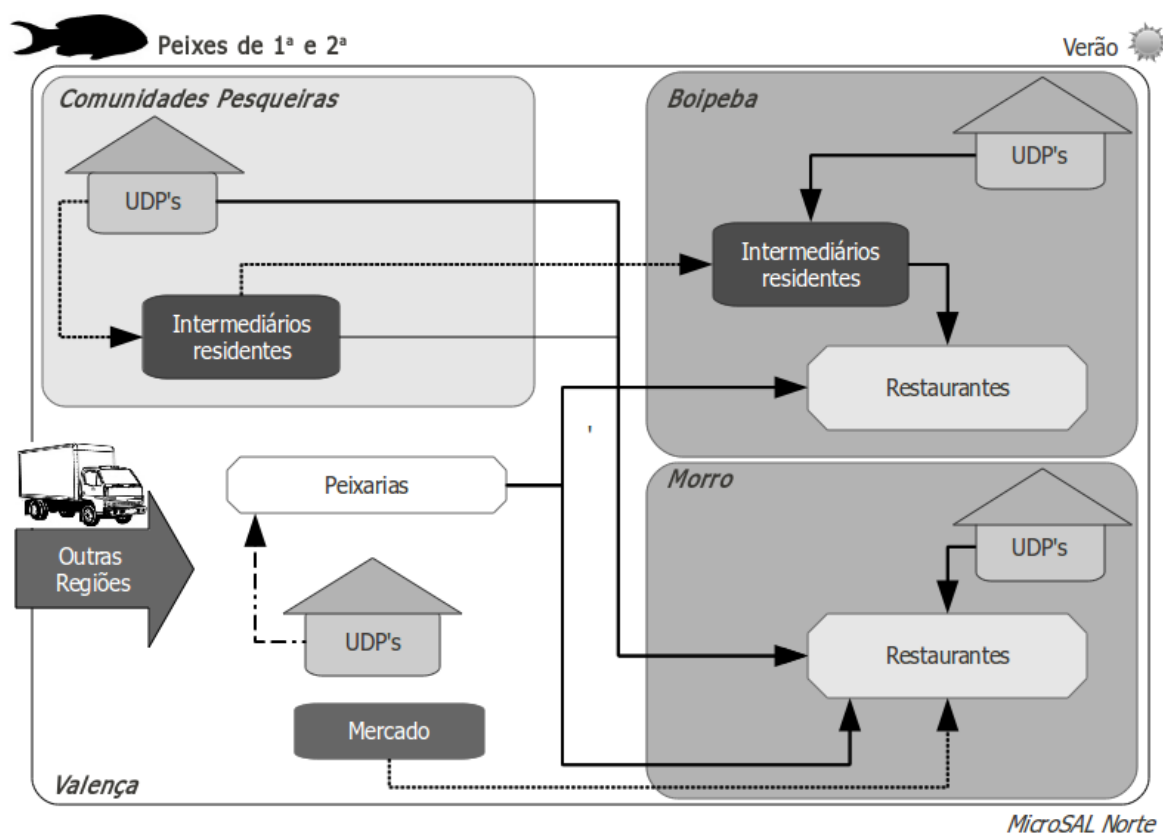 Peixes de 1ª e 2ª
Verão
Comunidades Pesqueiras
UDP's
Intermediários
residentes
Boipeba
UDP's
Intermediários
residentes
Restaurantes
Outras
Regiões
Peixarias
UDP's
Mercado
Valença
Morro
UDP's
Restaurantes
MicroSAL Norte